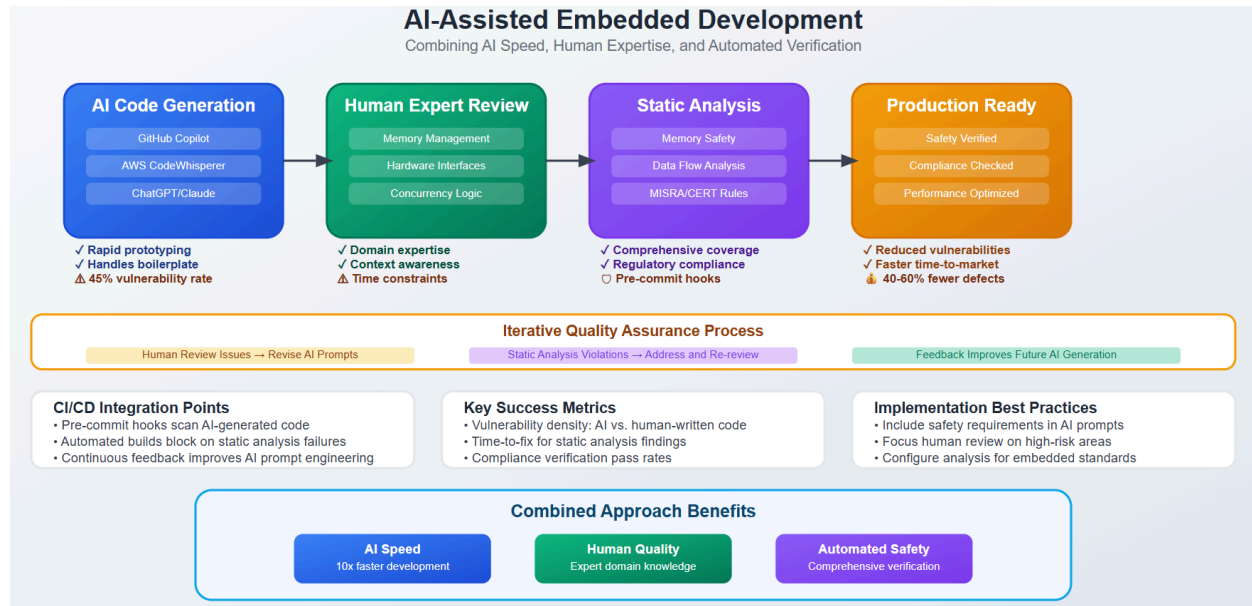 AI-Assisted Embedded Development
Combining AI Speed, Human Expertise, and Automated Verification
AI Code Generation
GitHub Copilot
AWS CodeWhisperer
ChatGPT/Claude
✓ Rapid prototyping
✓ Handles boilerplate
⚠ 45% vulnerability rate
Human Expert Review
Memory Management
Hardware Interfaces
Concurrency Logic
✓ Domain expertise
✓ Context awareness
⚠ Time constraints
Static Analysis
Memory Safety
Data Flow Analysis
MISRA/CERT Rules
✓ Comprehensive coverage
✓ Regulatory compliance
🛡 Pre-commit hooks
Production Ready
Safety Verified
Compliance Checked
Performance Optimized
✓ Reduced vulnerabilities
✓ Faster time-to-market
💰 40-60% fewer defects
Iterative Quality Assurance Process
Human Review Issues → Revise AI Prompts
Static Analysis Violations → Address and Re-review
Feedback Improves Future AI Generation
CI/CD Integration Points
• Pre-commit hooks scan AI-generated code
• Automated builds block on static analysis failures
• Continuous feedback improves AI prompt engineering
Key Success Metrics
• Vulnerability density: AI vs. human-written code
• Time-to-fix for static analysis findings
• Compliance verification pass rates
Implementation Best Practices
• Include safety requirements in AI prompts
• Focus human review on high-risk areas
• Configure analysis for embedded standards
Combined Approach Benefits
AI Speed
10x faster development
Human Quality
Expert domain knowledge
Automated Safety
Comprehensive verification